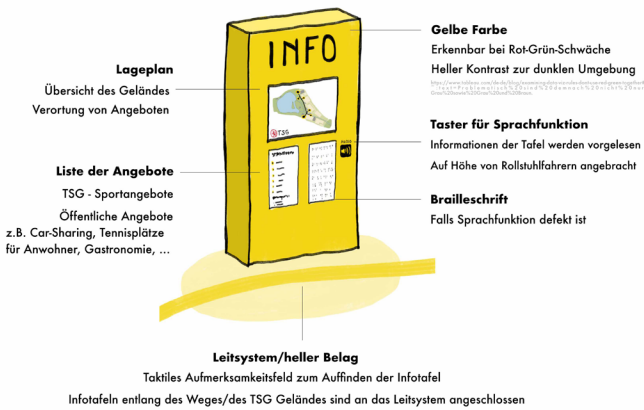 INFO
TSG
Lageplan
Übersicht des Geländes
Verortung von Angeboten
Liste der Angebote
TSG - Sportangebote
Öffentliche Angebote
z.B. Car-Sharing, Tennisplätze
für Anwohner, Gastronomie, ...
Gelbe Farbe
Erkennbar bei Rot-Grün-Schwäche
Heller Kontrast zur dunklen Umgebung
Taster für Sprachfunktion
Informationen der Tafel werden vorgelesen
Auf Höhe von Rollstuhlfahrern angebracht
Brailleschrift
Falls Sprachfunktion defekt ist
Leitsystem/heller Belag
Taktiles Aufmerksamkeitsfeld zum Auffinden der Infotafel
Infotafeln entlang des Weges/des TSG Geländes sind an das Leitsystem angeschlossen